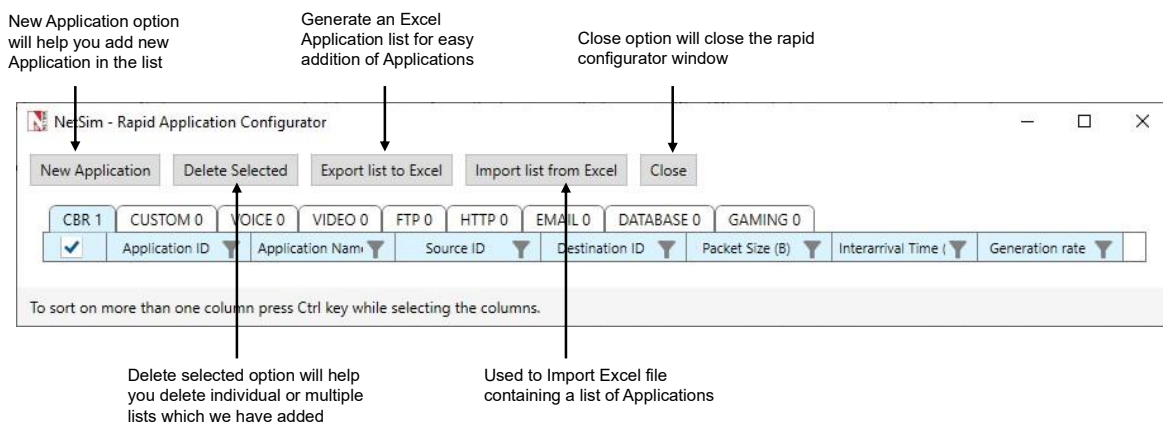 New Application option
will help you add new
Application in the list
Generate an Excel
Application list for easy
addition of Applications
Close option will close the rapid
configurator window
NetSim - Rapid Application Configurator
New Application Delete Selected Export list to Excel Import list from Excel Close
CBR 1 CUSTOM 0 VOICE 0 VIDEO 0 FTP 0 HTTP 0 EMAIL 0 DATABASE 0 GAMING 0
Application ID Application Nam Source ID Destination ID Packet Size (B) Interarrival Time ( Generation rate
To sort on more than one column press Ctrl key while selecting the columns.
Delete selected option will help
you delete individual or multiple
lists which we have added
Used to Import Excel file
containing a list of Applications